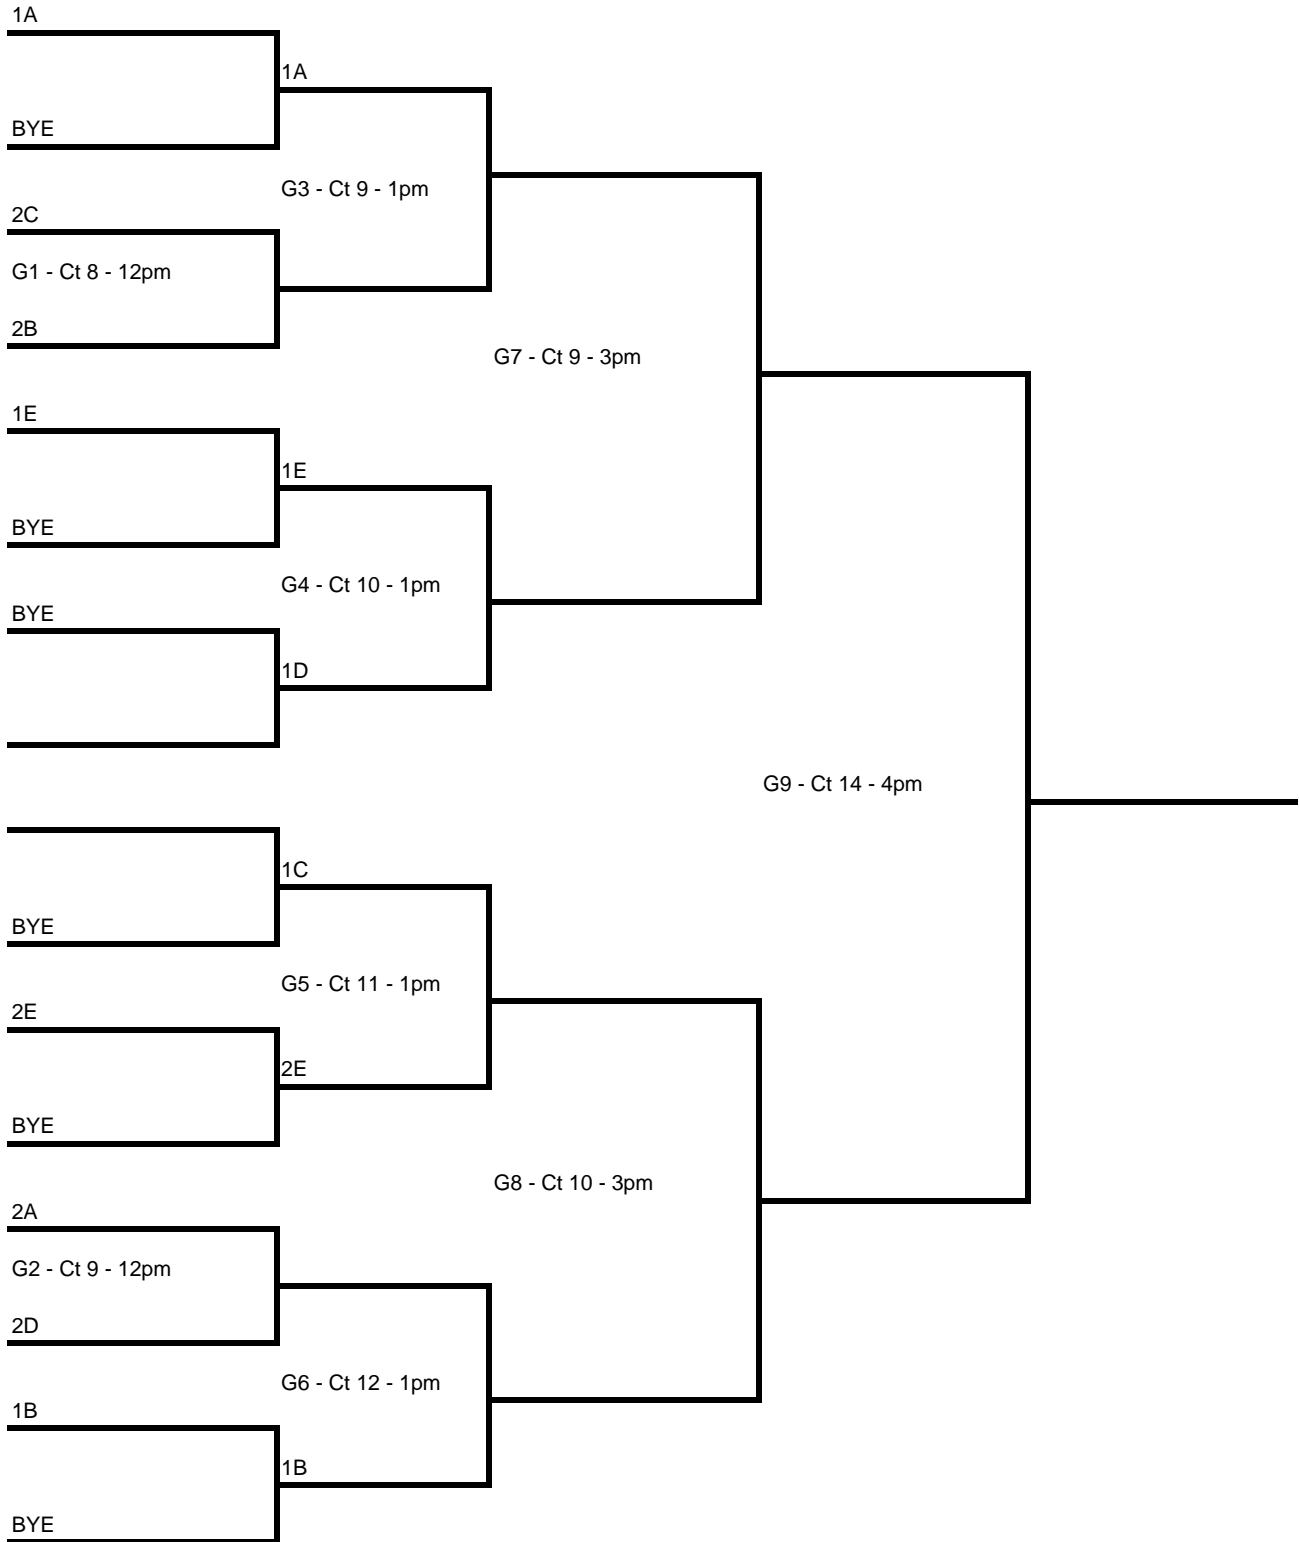 1A
1A
BYE
G3 - Ct 9 - 1pm
2C
G1 - Ct 8 - 12pm
2B
G7 - Ct 9 - 3pm
1E
1E
BYE
G4 - Ct 10 - 1pm
BYE
1D
G9 - Ct 14 - 4pm
1C
BYE
G5 - Ct 11 - 1pm
2E
2E
BYE
G8 - Ct 10 - 3pm
2A
G2 - Ct 9 - 12pm
2D
G6 - Ct 12 - 1pm
1B
1B
BYE